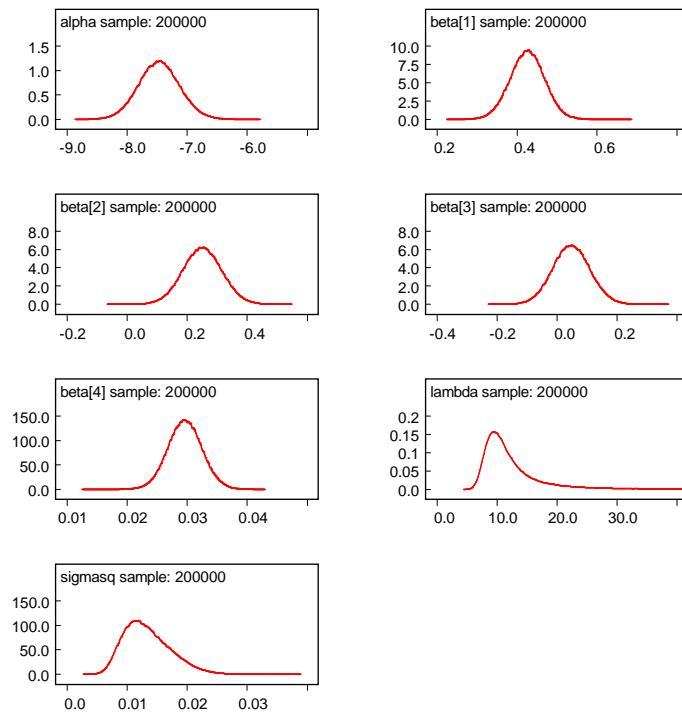 alpha sample: 200000
1.5
1.0
0.5
0.0
-9.0 -8.0 -7.0 -6.0
beta[1] sample: 200000
10.0
7.5
5.0
2.5
0.0
0.2 0.4 0.6
beta[2] sample: 200000
8.0
6.0
4.0
2.0
0.0
-0.2 0.0 0.2 0.4
beta[3] sample: 200000
8.0
6.0
4.0
2.0
0.0
-0.4 -0.2 0.0 0.2
beta[4] sample: 200000
150.0
100.0
50.0
0.0
0.01 0.02 0.03 0.04
lambda sample: 200000
0.2
0.15
0.1
0.05
0.0
0.0 10.0 20.0 30.0
sigmasq sample: 200000
150.0
100.0
50.0
0.0
0.0 0.01 0.02 0.03